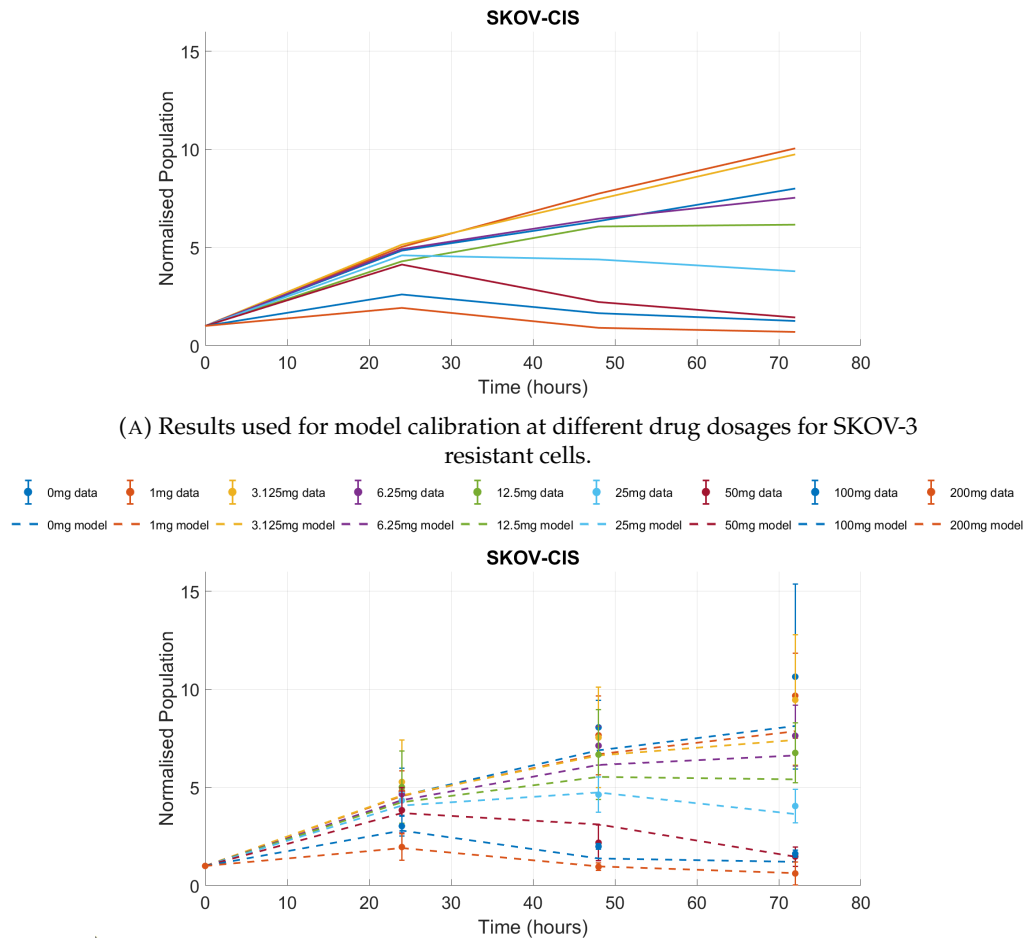 SKOV-CIS
15
10
5
0
Normalised Population
0 10 20 30 40 50 60 70 80
Time (hours)
(A) Results used for model calibration at different drug dosages for SKOV-3
resistant cells.
0mg data 1mg data 3.125mg data 6.25mg data 12.5mg data 25mg data 50mg data 100mg data 200mg data
0mg model 1mg model 3.125mg model 6.25mg model 12.5mg model 25mg model 50mg model 100mg model 200mg model
SKOV-CIS
15
10
5
0
Normalised Population
0 10 20 30 40 50 60 70 80
Time (hours)